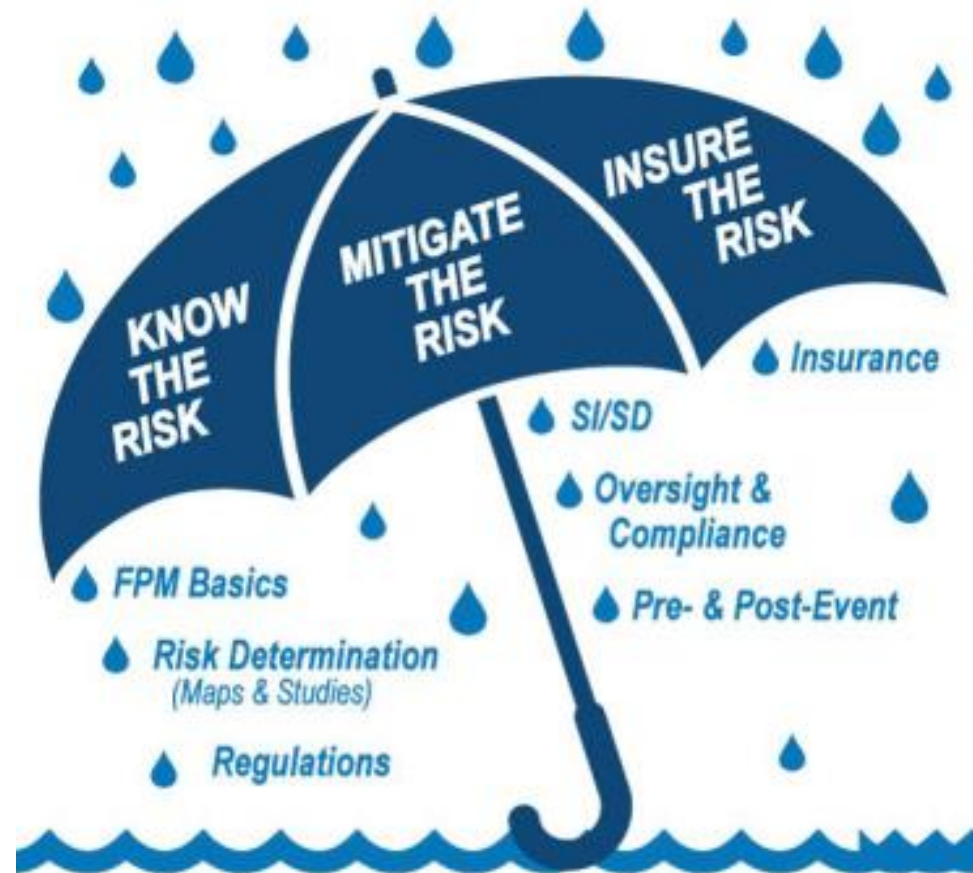 KNOW
THE
RISK
MITIGATE
THE
RISK
INSURE
THE
RISK
FPM Basics
Risk Determination
(Maps & Studies)
Regulations
SI/SD
Oversight &
Compliance
Pre- & Post-Event
Insurance